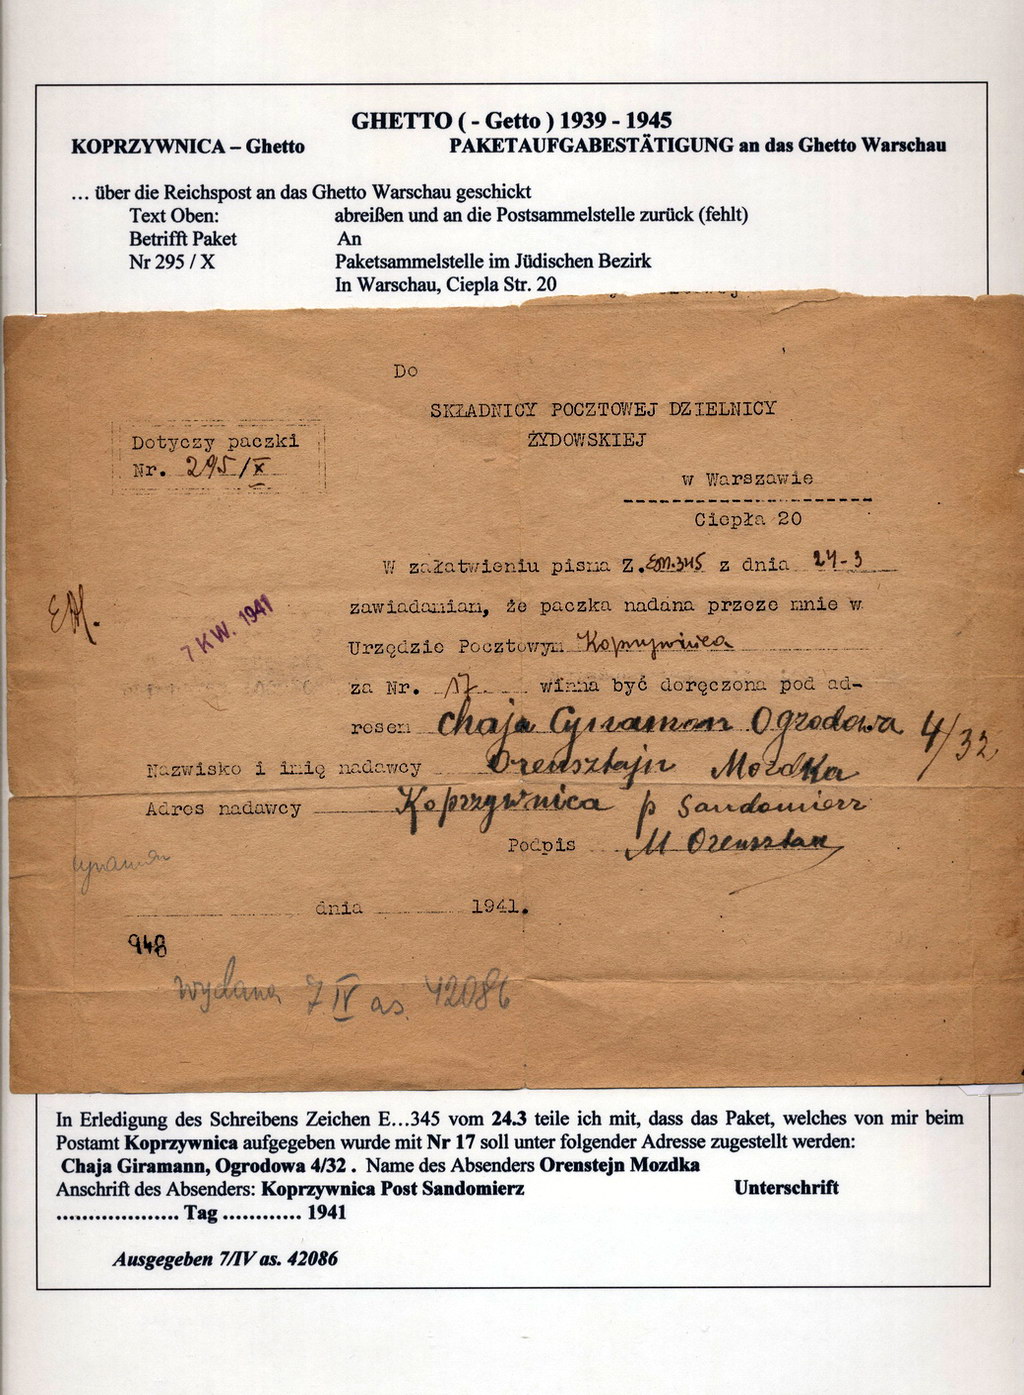 GHETTO ( - Getto ) 1939 - 1945
KOPRZYWNICA – Ghetto PAKETAUFGABESTÄTIGUNG an das Ghetto Warschau
… über die Reichspost an das Ghetto Warschau geschickt
Text Oben: abreißen und an die Postsammelstelle zurück (fehlt)
Betrifft Paket An
Nr 295 / X Paketsammelstelle im Jüdischen Bezirk
In Warschau, Ciepla Str. 20
Do
SKŁADNICY POCZTOWEJ DZIELNICY
ŻYDOWSKIEJ
Dotyczy paczki
Nr. 295/X
w Warszawie
Ciepła 20
W załatwieniu pisma Z. EM.345 z dnia 24-3
zawiadamiam, że paczka nadana przeze mnie w
7 KW. 1941
Urzędzie Pocztowym Koprzywnica
za Nr. 17 winna być doręczona pod ad-
resem Chaja Cynamon Ogrodowa 4/32
Nazwisko i imię nadawcy Orensztajn Mozdka
Adres nadawcy Koprzywnica p Sandomierz
Podpis M Orensztan
cynamon
dnia 1941.
948
wydana 7 IV as. 42086
In Erledigung des Schreibens Zeichen E…345 vom 24.3 teile ich mit, dass das Paket, welches von mir beim
Postamt Koprzywnica aufgegeben wurde mit Nr 17 soll unter folgender Adresse zugestellt werden:
Chaja Giramann, Ogrodowa 4/32 . Name des Absenders Orenstejn Mozdka
Anschrift des Absenders: Koprzywnica Post Sandomierz Unterschrift
………………. Tag ………… 1941
Ausgegeben 7/IV as. 42086